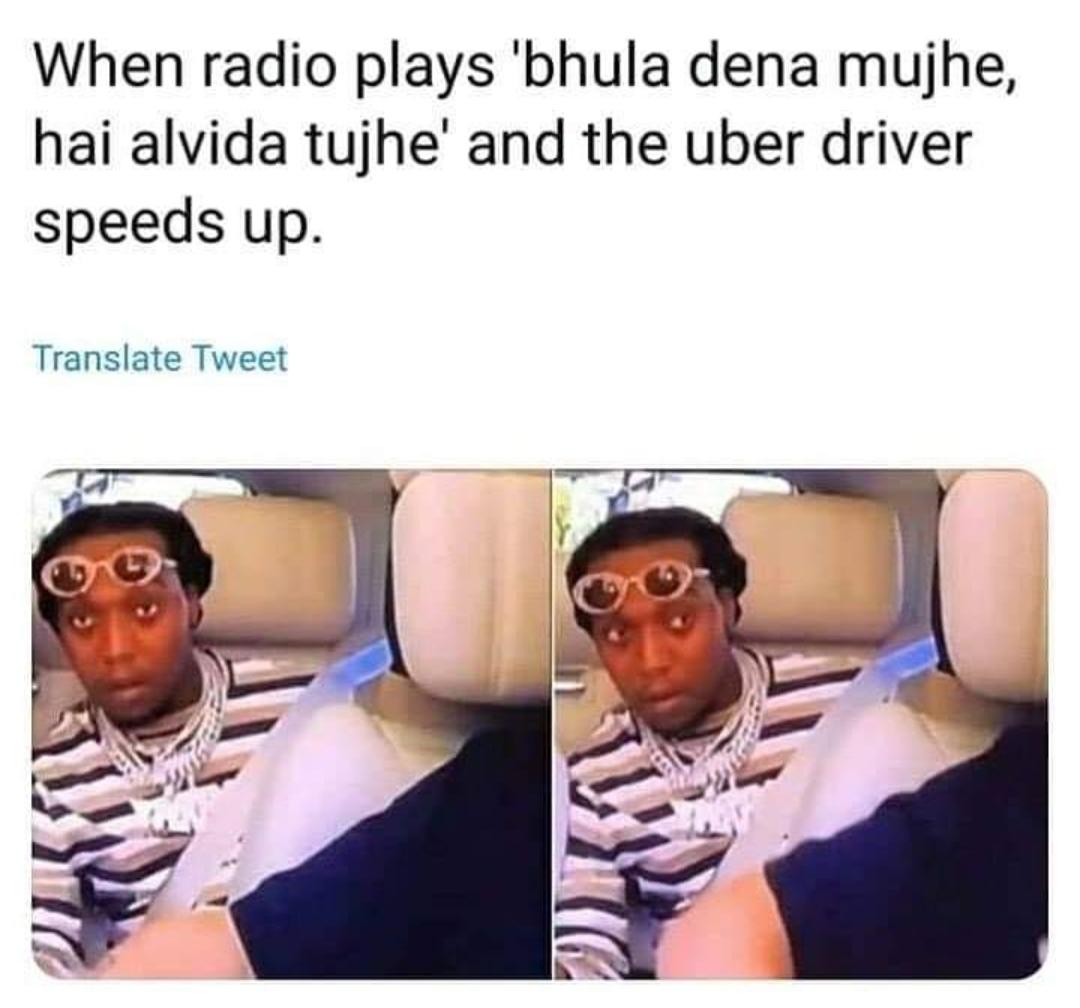 When radio plays 'bhula dena mujhe,
hai alvida tujhe' and the uber driver
speeds up.
Translate Tweet